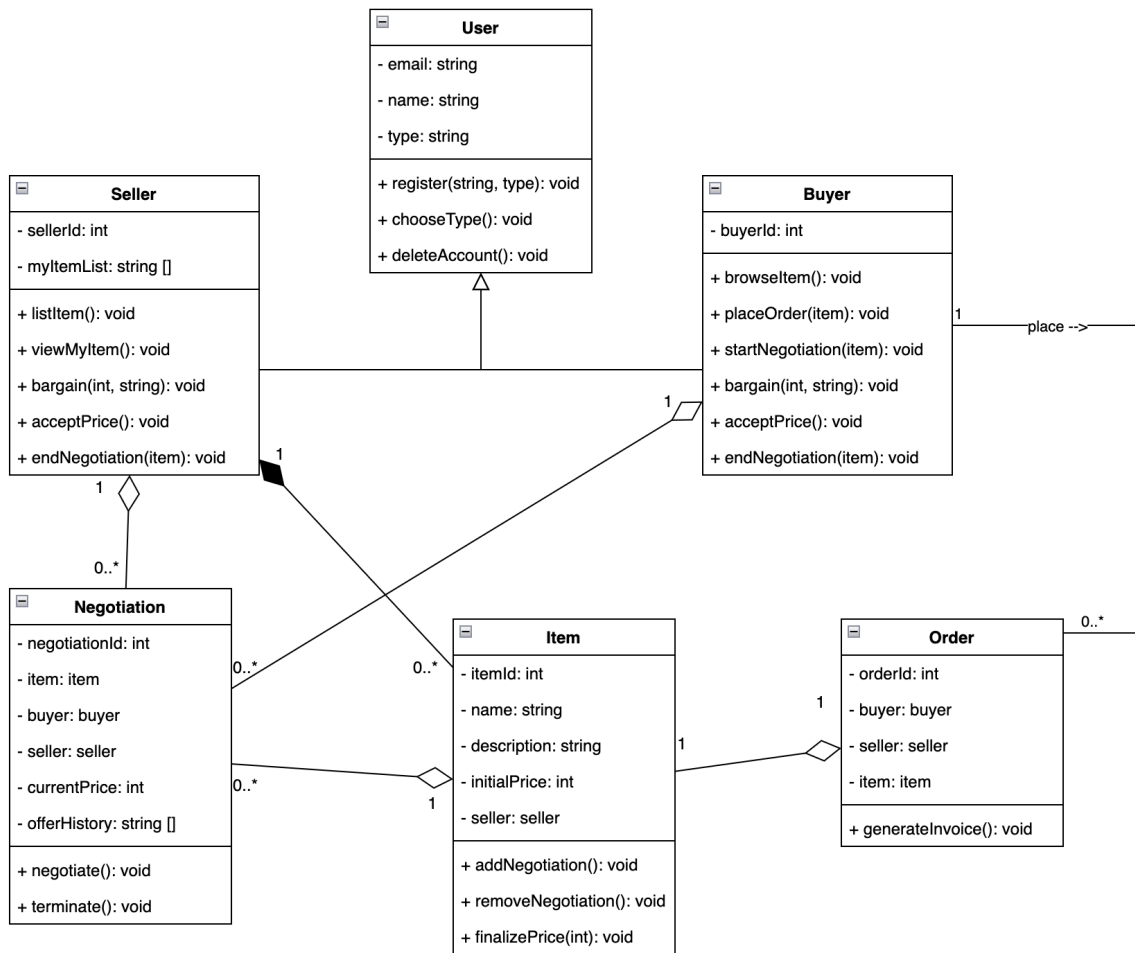 User
- email: string
- name: string
- type: string
+ register(string, type): void
+ chooseType(): void
+ deleteAccount(): void
Seller
- sellerId: int
- myItemList: string []
+ listItem(): void
+ viewMyItem(): void
+ bargain(int, string): void
+ acceptPrice(): void
+ endNegotiation(item): void
Buyer
- buyerId: int
+ browseItem(): void
+ placeOrder(item): void
+ startNegotiation(item): void
+ bargain(int, string): void
+ acceptPrice(): void
+ endNegotiation(item): void
1
place -->
1
1
1
0..*
Negotiation
- negotiationId: int
- item: item
- buyer: buyer
- seller: seller
- currentPrice: int
- offerHistory: string []
+ negotiate(): void
+ terminate(): void
0..*
0..*
0..*
1
Item
- itemId: int
- name: string
- description: string
- initialPrice: int
- seller: seller
+ addNegotiation(): void
+ removeNegotiation(): void
+ finalizePrice(int): void
1
1
Order
- orderId: int
- buyer: buyer
- seller: seller
- item: item
+ generateInvoice(): void
0..*